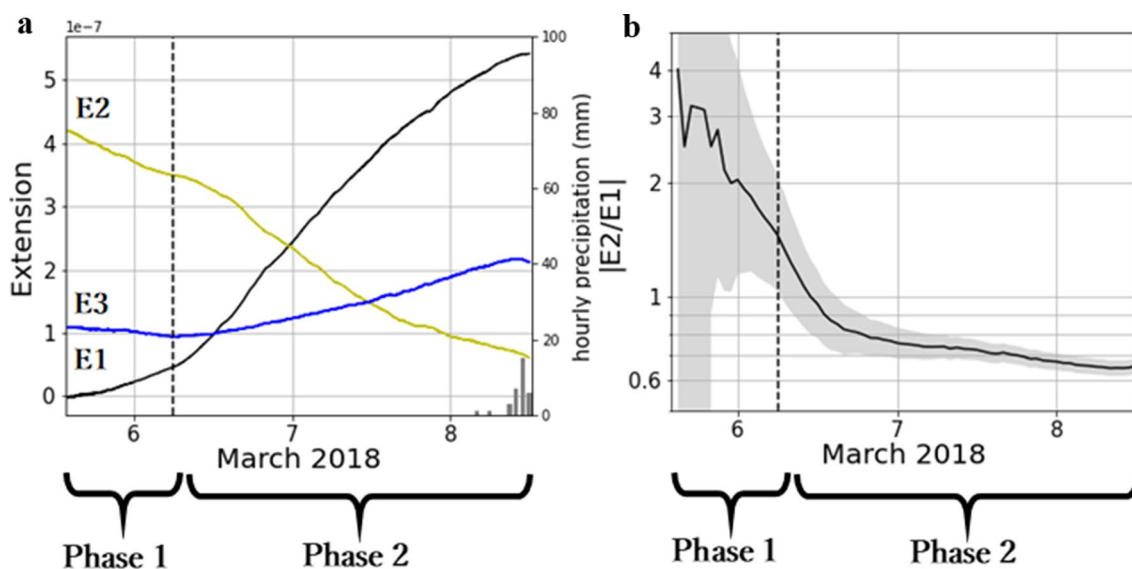 a
1e−7
Extension
5
4
3
2
1
0
E2
E3
E1
100
80
60
40
20
0
hourly precipitation (mm)
6 7 8
March 2018
Phase 1 Phase 2
b
|E2/E1|
4
3
2
1
0.6
6 7 8
March 2018
Phase 1 Phase 2